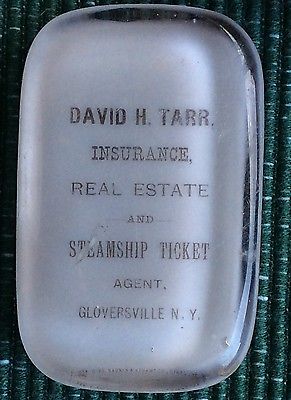 DAVID H. TARR.
INSURANCE,
REAL ESTATE
AND
STEAMSHIP TICKET
AGENT,
GLOVERSVILLE N. Y.